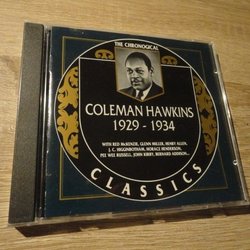 THE CHRONOGICAL
COLEMAN HAWKINS
1929 - 1934
WITH RED McKENZIE, GLENN MILLER, HENRY ALLEN,
J. C. HIGGINBOTHAM, HORACE HENDERSON,
PEE WEE RUSSELL, JOHN KIRBY, BERNARD ADDISON...
CLASSICS